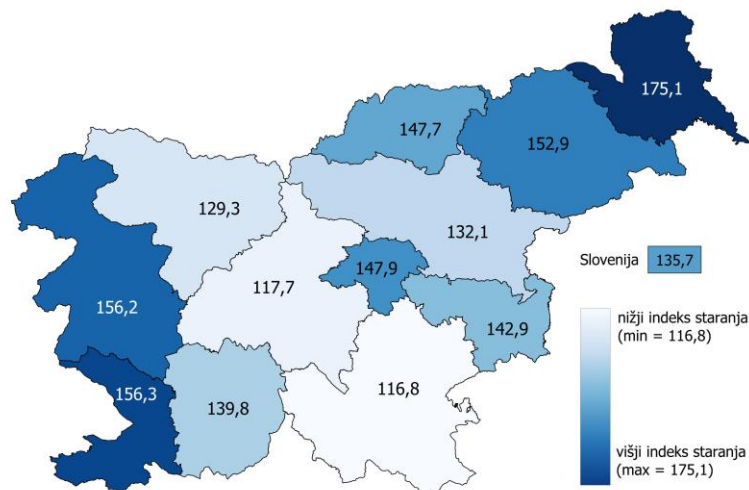 175,1
147,7
152,9
129,3
132,1
Slovenija 135,7
147,9
117,7
156,2
142,9
nižji indeks staranja
(min = 116,8)
156,3
139,8
116,8
višji indeks staranja
(max = 175,1)